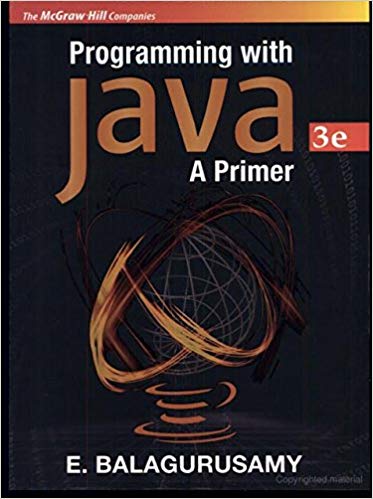 The McGraw·Hill Companies
Programming with
Java
3e
A Primer
E. BALAGURUSAMY
Copyrighted material